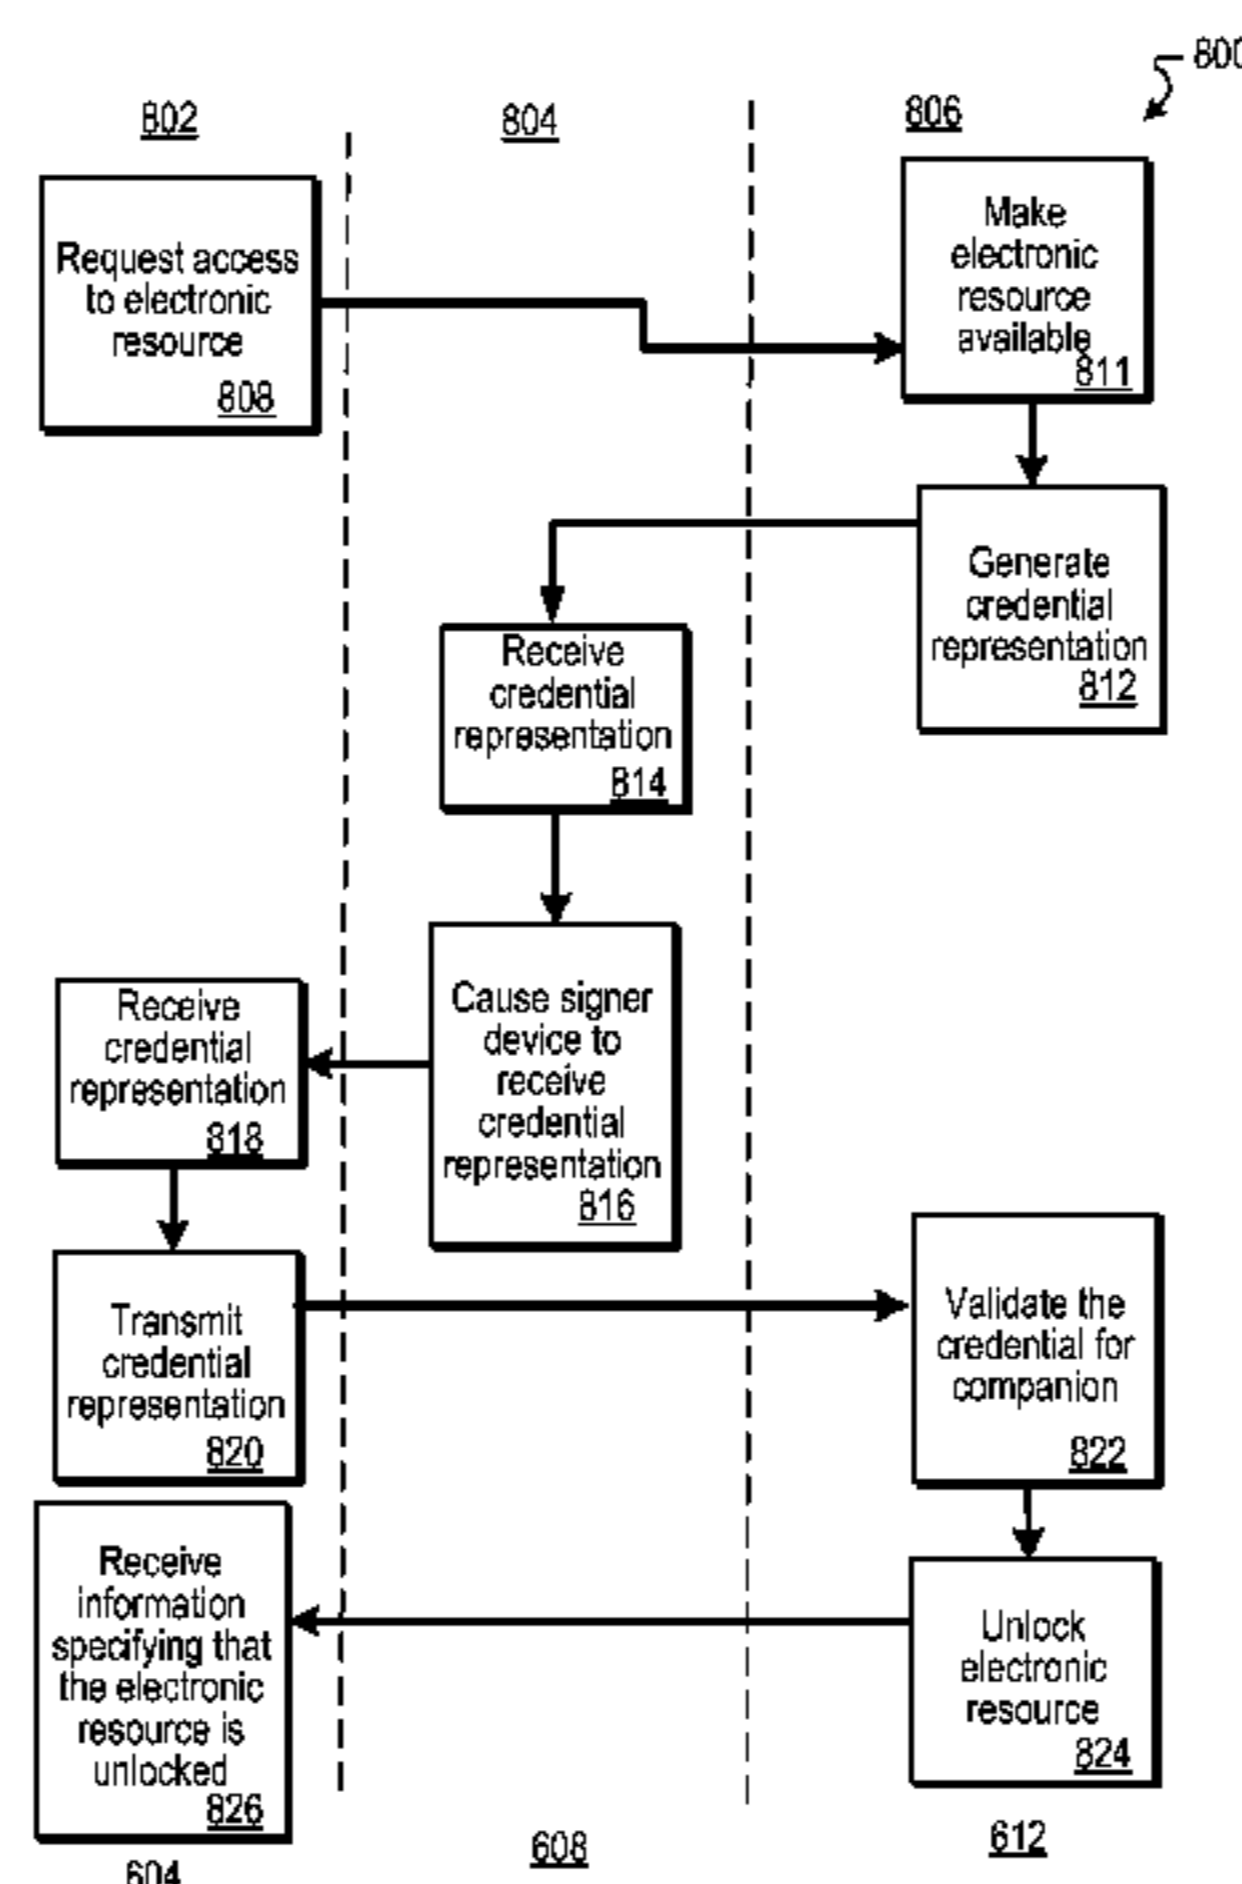 800
802
804
806
Request access
to electronic
resource
808
Make
electronic
resource
available
811
Generate
credential
representation
812
Receive
credential
representation
814
Cause signer
device to
receive
credential
representation
816
Receive
credential
representation
818
Transmit
credential
representation
820
Validate the
credential for
companion
822
Unlock
electronic
resource
824
Receive
information
specifying that
the electronic
resource is
unlocked
826
604
608
612